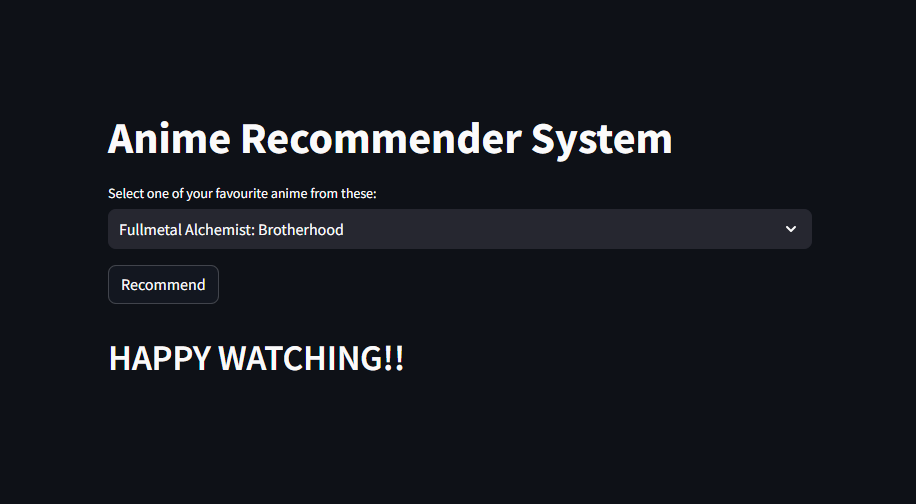 Anime Recommender System
Select one of your favourite anime from these:
Fullmetal Alchemist: Brotherhood
Recommend
HAPPY WATCHING!!